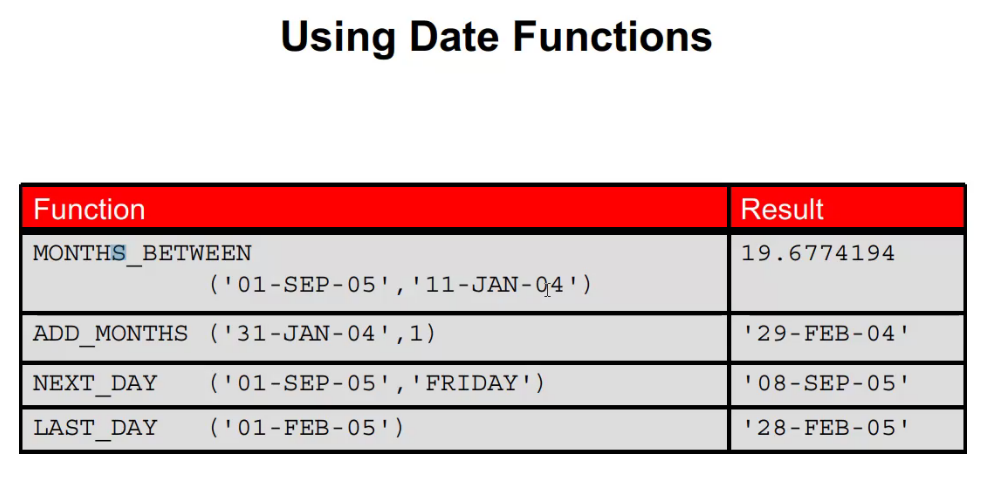 Using Date Functions
Function Result
MONTHS_BETWEEN 19.6774194
('01-SEP-05','11-JAN-04')
ADD_MONTHS ('31-JAN-04',1) '29-FEB-04'
NEXT_DAY ('01-SEP-05','FRIDAY') '08-SEP-05'
LAST_DAY ('01-FEB-05') '28-FEB-05'